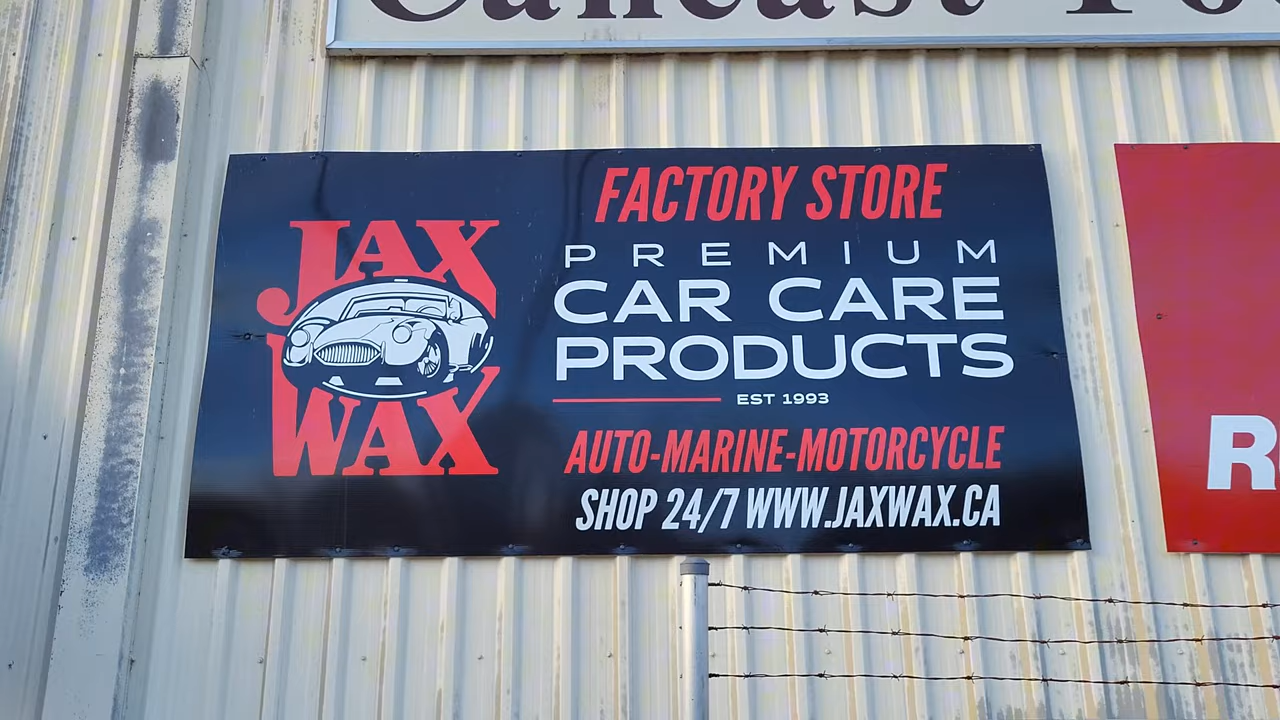 JAX
WAX
FACTORY STORE
PREMIUM
CAR CARE
PRODUCTS
EST 1993
AUTO-MARINE-MOTORCYCLE
SHOP 24/7 WWW.JAXWAX.CA
R